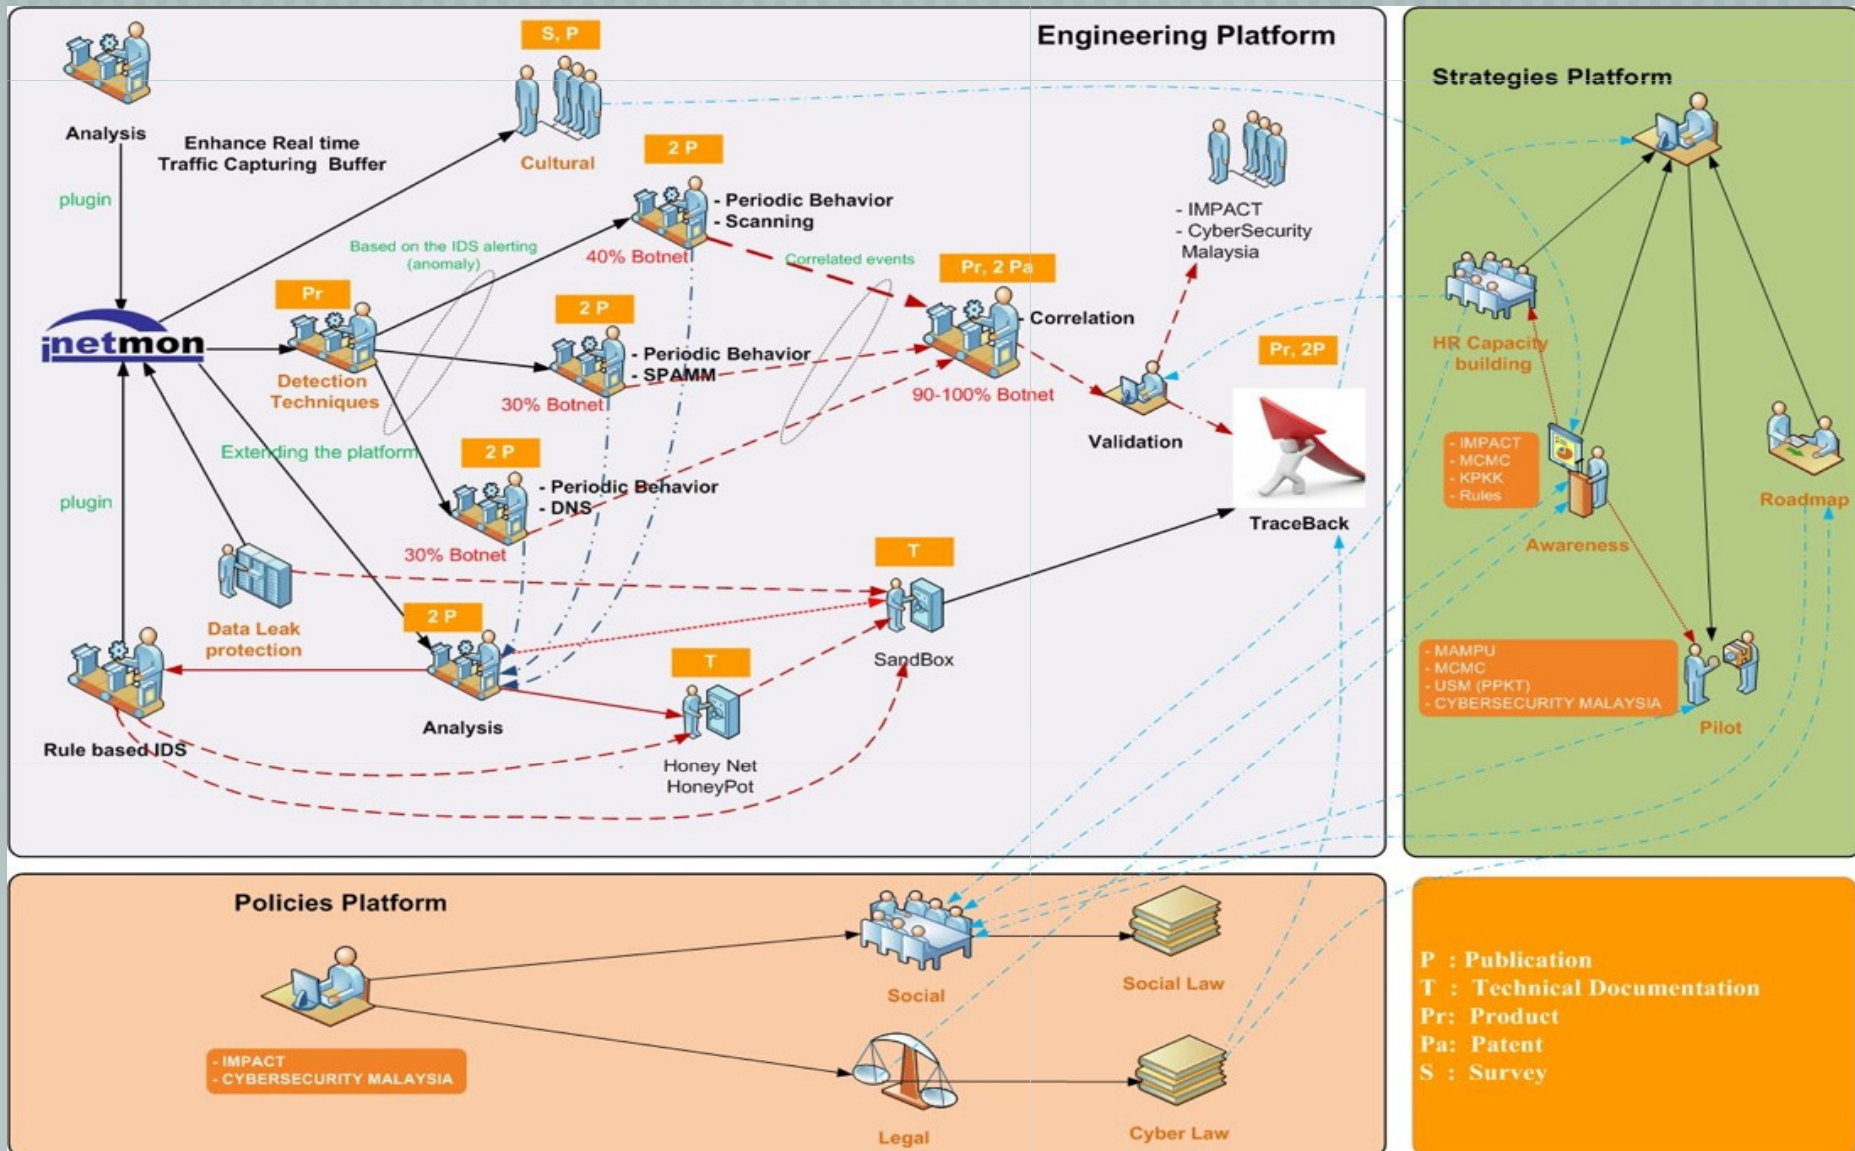 Engineering Platform
Analysis
plugin
Enhance Real time
Traffic Capturing Buffer
S, P
Cultural
2 P
- Periodic Behavior
- Scanning
40% Botnet
Based on the IDS alerting
(anomaly)
Correlated events
- IMPACT
- CyberSecurity
Malaysia
inetmon
Pr
Detection
Techniques
2 P
- Periodic Behavior
- SPAMM
30% Botnet
Pr, 2 Pa
- Correlation
90-100% Botnet
Validation
Pr, 2P
TraceBack
Extending the platform
2 P
- Periodic Behavior
- DNS
30% Botnet
plugin
Data Leak
protection
Rule based IDS
2 P
Analysis
T
Honey Net
HoneyPot
T
SandBox
Strategies Platform
HR Capacity
building
- IMPACT
- MCMC
- KPKK
- Rules
Awareness
Roadmap
- MAMPU
- MCMC
- USM (PPKT)
- CYBERSECURITY MALAYSIA
Pilot
Policies Platform
- IMPACT
- CYBERSECURITY MALAYSIA
Social
Social Law
Legal
Cyber Law
P : Publication
T : Technical Documentation
Pr: Product
Pa: Patent
S : Survey